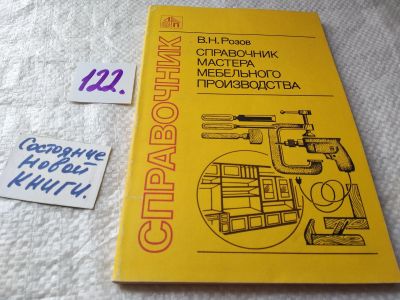 122.
Состояние
новой
книги.
СПРАВОЧНИК
В.Н. Розов
СПРАВОЧНИК
МАСТЕРА
МЕБЕЛЬНОГО
ПРОИЗВОДСТВА